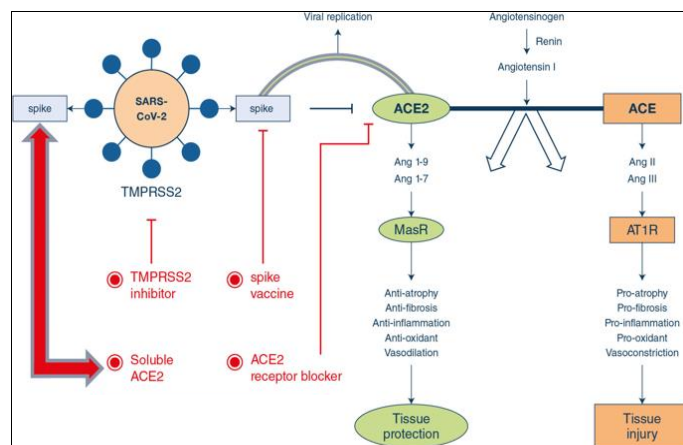 Viral replication
Angiotensinogen
Renin
Angiotensin I
spike
SARS-
CoV-2
spike
ACE2
ACE
TMPRSS2
Ang 1-9
Ang 1-7
Ang II
Ang III
MasR
AT1R
TMPRSS2
inhibitor
spike
vaccine
Anti-atrophy
Anti-fibrosis
Anti-inflammation
Anti-oxidant
Vasodilation
Pro-atrophy
Pro-fibrosis
Pro-inflammation
Pro-oxidant
Vasoconstriction
Soluble
ACE2
ACE2
receptor blocker
Tissue
protection
Tissue
injury